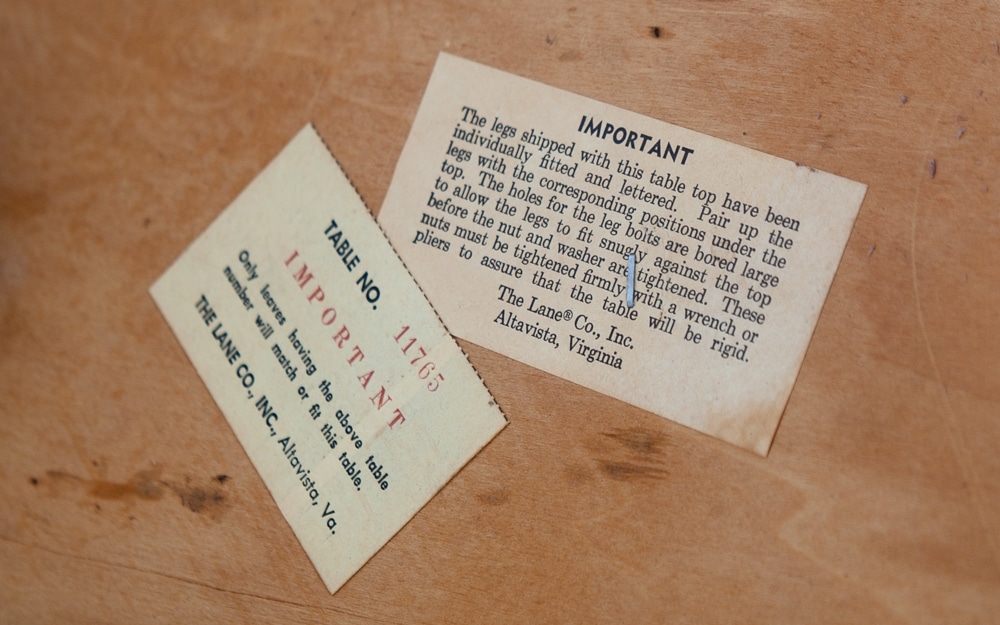 TABLE NO. 11765
IMPORTANT
Only leaves having the above table
number will match or fit this table.
THE LANE CO., INC., Altavista, Va.
IMPORTANT
The legs shipped with this table top have been
individually fitted and lettered. Pair up the
legs with the corresponding positions under the
top. The holes for the leg bolts are bored large
to allow the legs to fit snugly against the top
before the nut and washer are tightened. These
nuts must be tightened firmly with a wrench or
pliers to assure that the table will be rigid.
The Lane® Co., Inc.
Altavista, Virginia